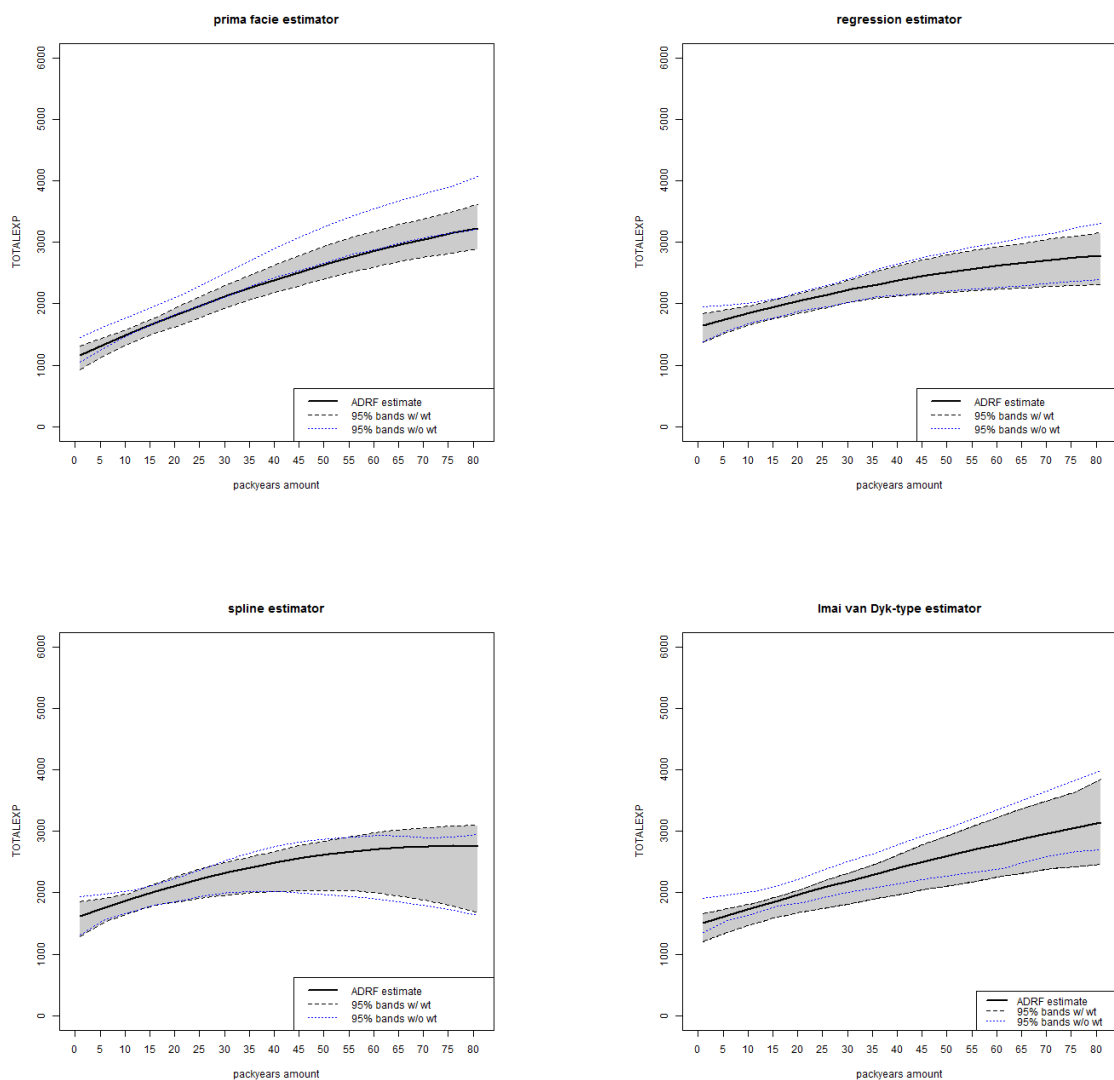 prima facie estimator
TOTALEXP
6000
5000
4000
3000
2000
1000
0
ADRF estimate
95% bands w/ wt
95% bands w/o wt
0 5 10 15 20 25 30 35 40 45 50 55 60 65 70 75 80
packyears amount
regression estimator
TOTALEXP
6000
5000
4000
3000
2000
1000
0
ADRF estimate
95% bands w/ wt
95% bands w/o wt
0 5 10 15 20 25 30 35 40 45 50 55 60 65 70 75 80
packyears amount
spline estimator
TOTALEXP
6000
5000
4000
3000
2000
1000
0
ADRF estimate
95% bands w/ wt
95% bands w/o wt
0 5 10 15 20 25 30 35 40 45 50 55 60 65 70 75 80
packyears amount
Imai van Dyk-type estimator
TOTALEXP
6000
5000
4000
3000
2000
1000
0
ADRF estimate
95% bands w/ wt
95% bands w/o wt
0 5 10 15 20 25 30 35 40 45 50 55 60 65 70 75 80
packyears amount